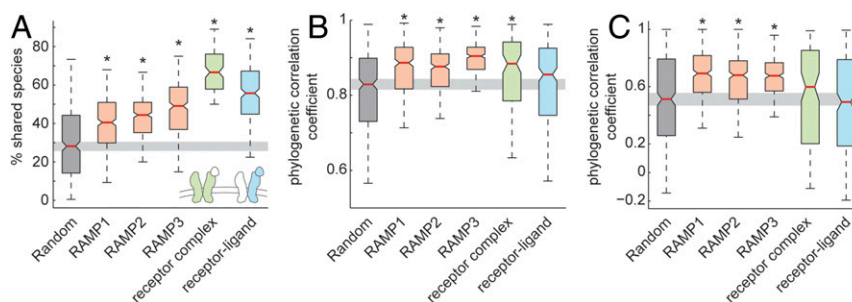 A
% shared species
80
60
40
20
0
* * * * *
Random
RAMP1
RAMP2
RAMP3
receptor complex
receptor-ligand
B
phylogenetic correlation
coefficient
1
0.8
0.6
* * * *
Random
RAMP1
RAMP2
RAMP3
receptor complex
receptor-ligand
C
phylogenetic correlation
coefficient
1.0
0.6
0.2
0
−0.2
* * *
Random
RAMP1
RAMP2
RAMP3
receptor complex
receptor-ligand